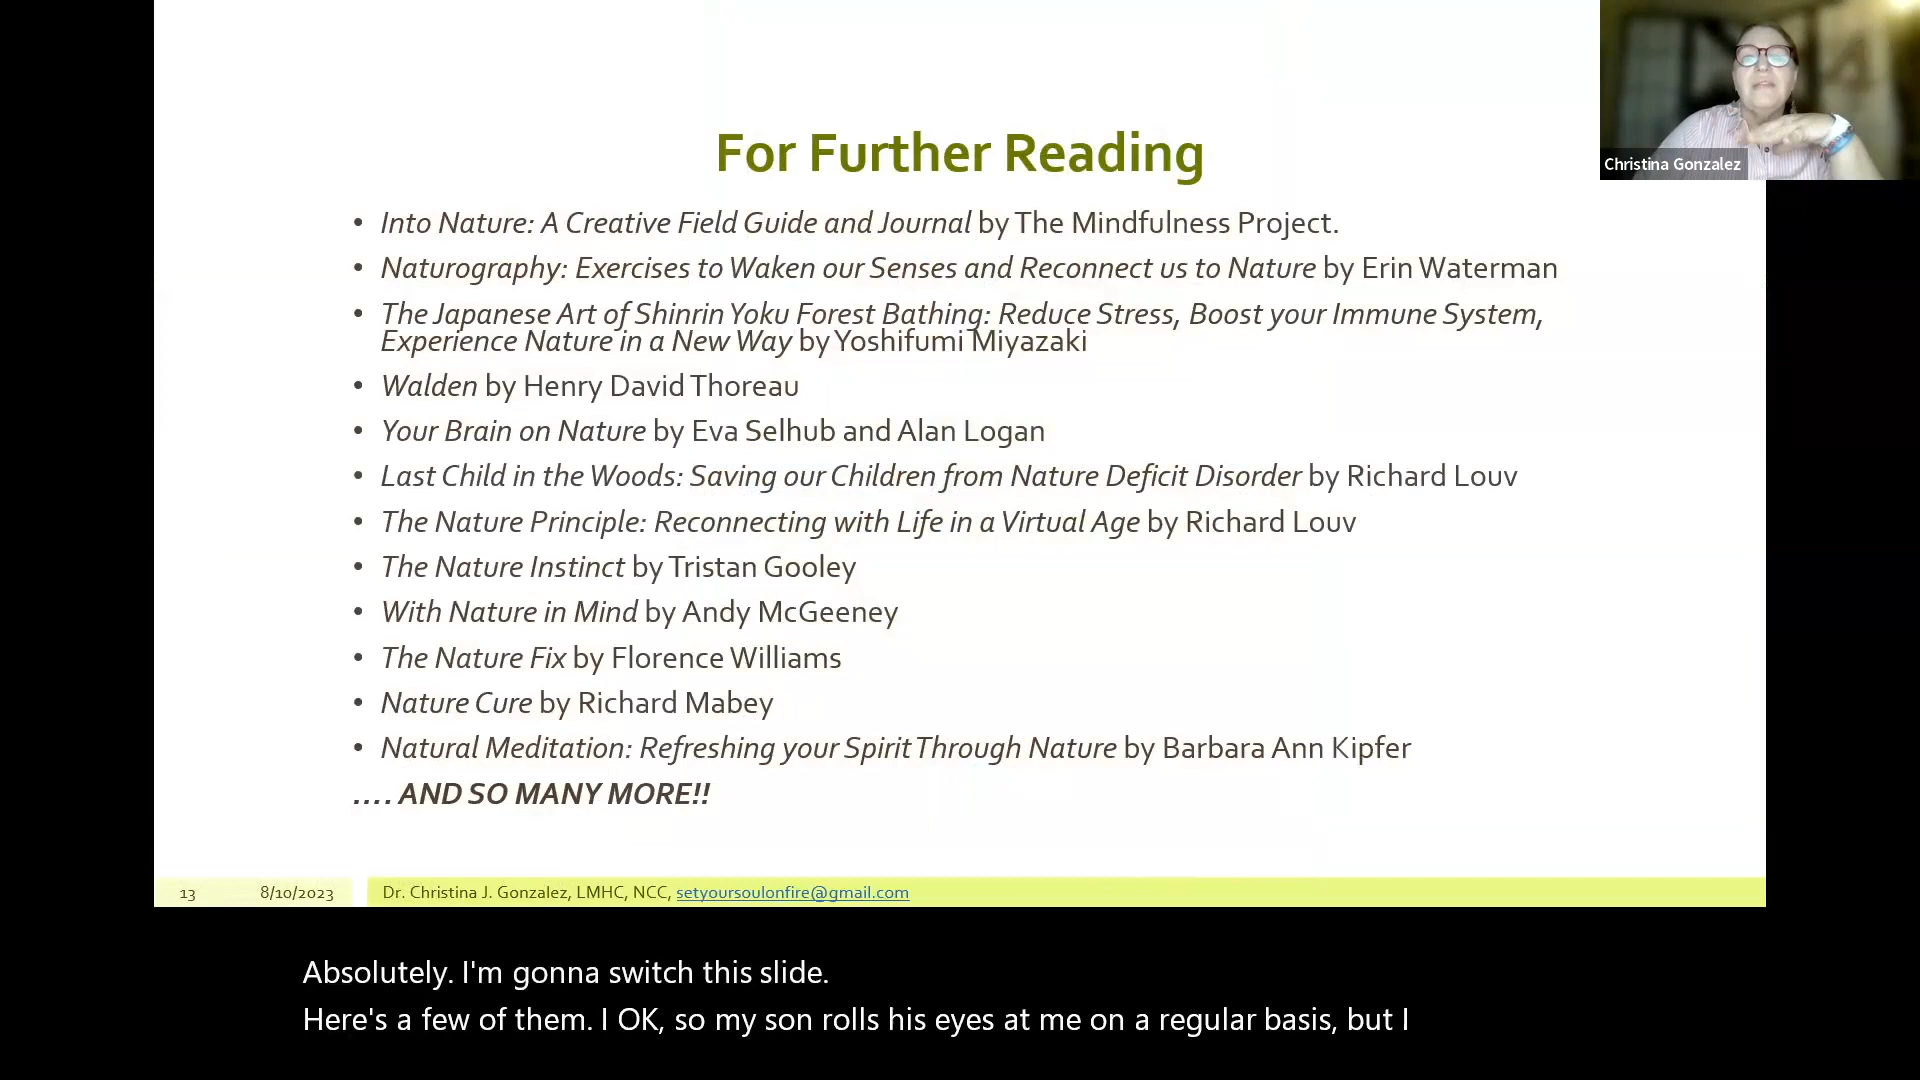 For Further Reading
Christina Gonzalez
• Into Nature: A Creative Field Guide and Journal by The Mindfulness Project.
• Naturography: Exercises to Waken our Senses and Reconnect us to Nature by Erin Waterman
• The Japanese Art of Shinrin Yoku Forest Bathing: Reduce Stress, Boost your Immune System,
Experience Nature in a New Way by Yoshifumi Miyazaki
• Walden by Henry David Thoreau
• Your Brain on Nature by Eva Selhub and Alan Logan
• Last Child in the Woods: Saving our Children from Nature Deficit Disorder by Richard Louv
• The Nature Principle: Reconnecting with Life in a Virtual Age by Richard Louv
• The Nature Instinct by Tristan Gooley
• With Nature in Mind by Andy McGeeney
• The Nature Fix by Florence Williams
• Nature Cure by Richard Mabey
• Natural Meditation: Refreshing your Spirit Through Nature by Barbara Ann Kipfer
.... AND SO MANY MORE!!
13 8/10/2023 Dr. Christina J. Gonzalez, LMHC, NCC, setyoursoulonfire@gmail.com
Absolutely. I'm gonna switch this slide.
Here's a few of them. I OK, so my son rolls his eyes at me on a regular basis, but I